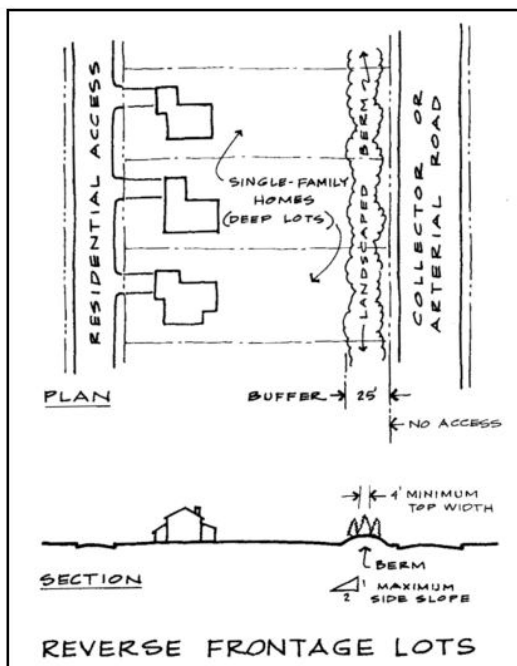 RESIDENTIAL ACCESS
SINGLE-FAMILY
HOMES
(DEEP LOTS)
LANDSCAPED BERM
COLLECTOR OR
ARTERIAL ROAD
PLAN
BUFFER 25'
NO ACCESS
4' MINIMUM
TOP WIDTH
BERM
SECTION
1
2
MAXIMUM
SIDE SLOPE
REVERSE FRONTAGE LOTS